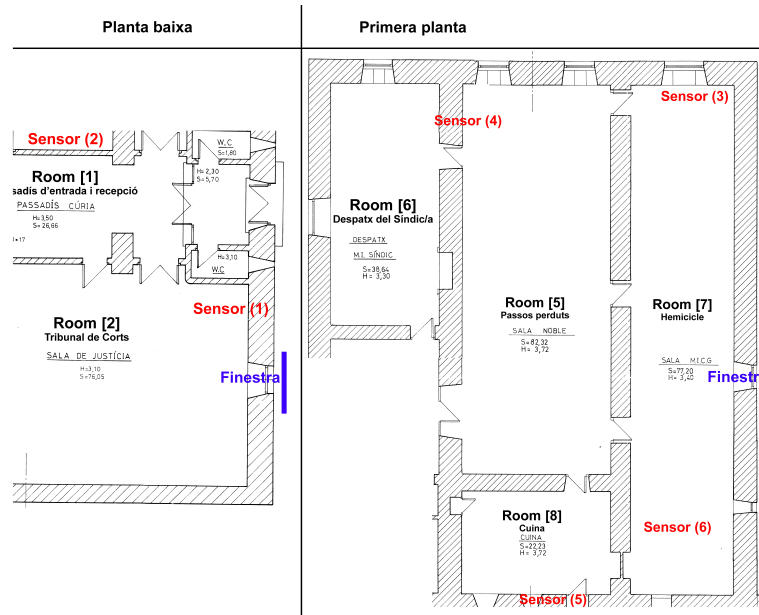 Planta baixa
Primera planta
Sensor (2)
W.C
S=1,80
Room [1]
sadís d'entrada i recepció
PASSADÍS CÚRIA
H=3,50
S=26,66
H=2,30
S=5,70
H=3,10
W.C
Sensor (1)
Room [2]
Tribunal de Corts
SALA DE JUSTÍCIA
H=3,10
S=76,05
Finestra
Sensor (3)
Sensor (4)
Room [6]
Despatx del Síndic/a
DESPATX
M.I. SÍNDIC
S=38,64
H= 3,30
Room [5]
Passos perduts
SALA NOBLE
S=82,32
H= 3,72
Room [7]
Hemicicle
SALA M.I.C.G
S=77,20
H= 3,40
Finestr
Room [8]
Cuina
CUINA
S=22,23
H= 3,72
Sensor (6)
Sensor (5)